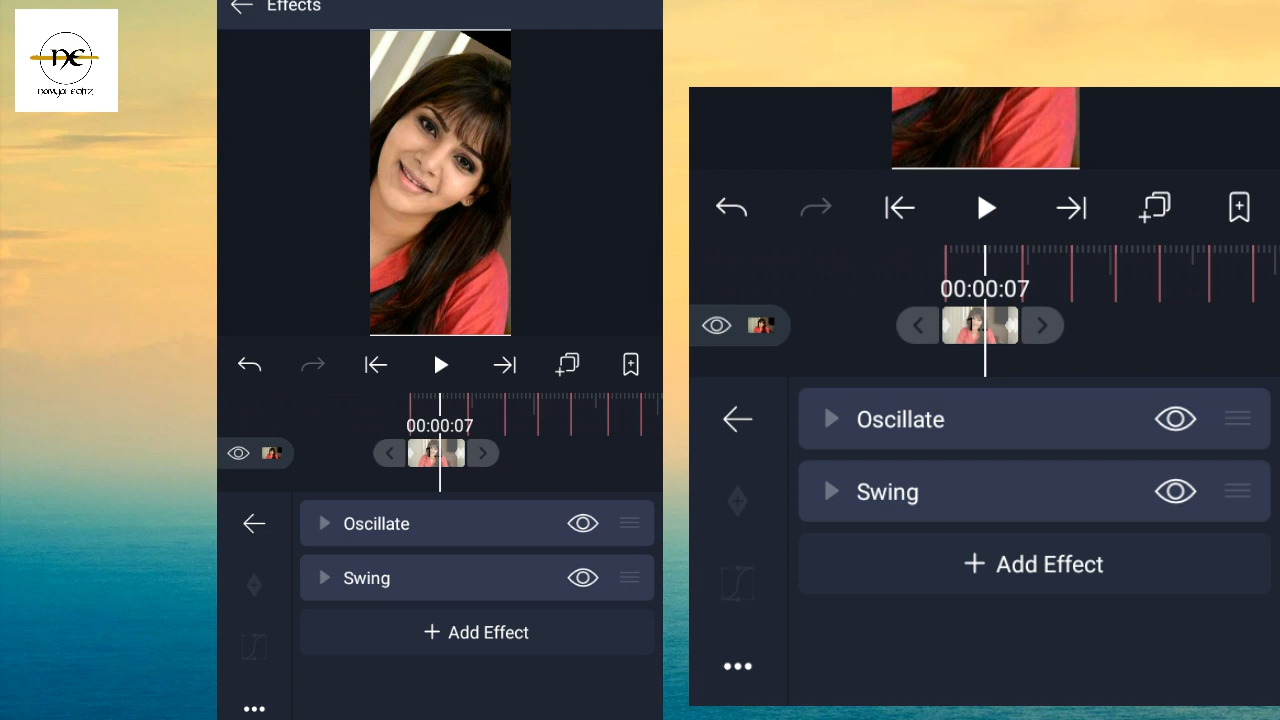 Effects
00:00:07
Oscillate
Swing
+ Add Effect
00:00:07
Oscillate
Swing
+ Add Effect